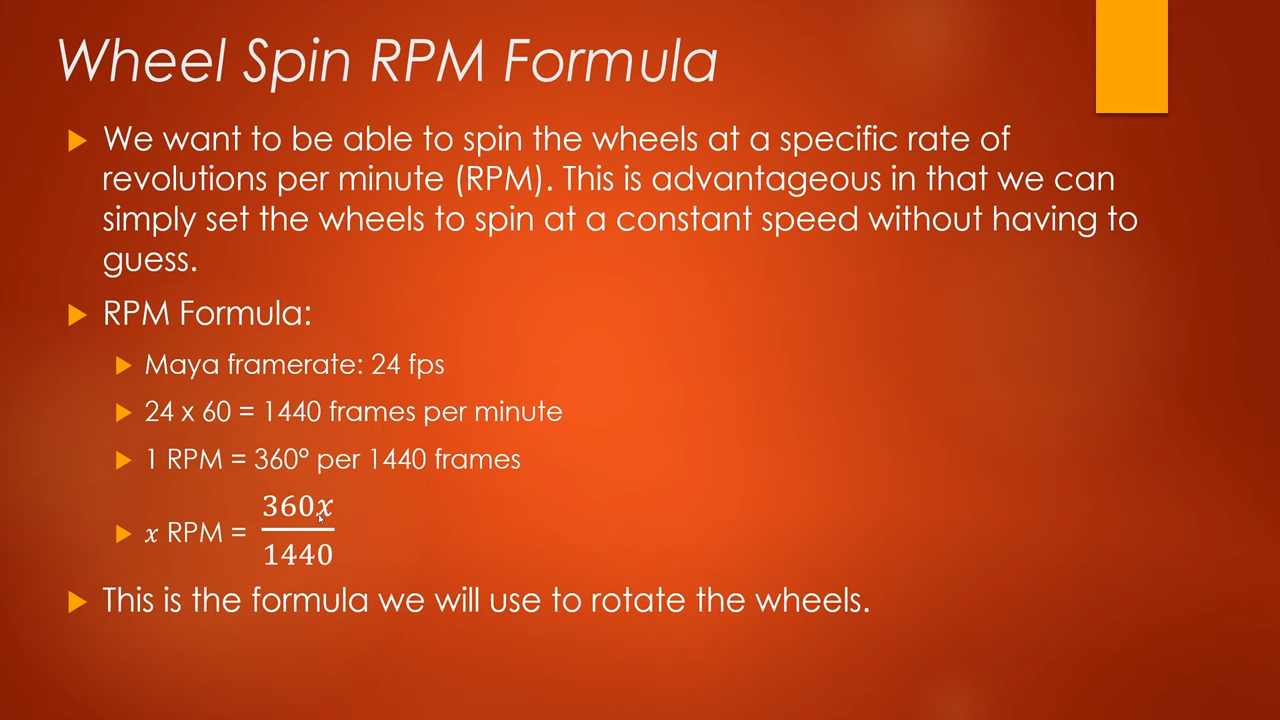 Wheel Spin RPM Formula
We want to be able to spin the wheels at a specific rate of
revolutions per minute (RPM). This is advantageous in that we can
simply set the wheels to spin at a constant speed without having to
guess.
RPM Formula:
Maya framerate: 24 fps
24 x 60 = 1440 frames per minute
1 RPM = 360° per 1440 frames
𝑥 RPM = 360𝑥/1440
This is the formula we will use to rotate the wheels.